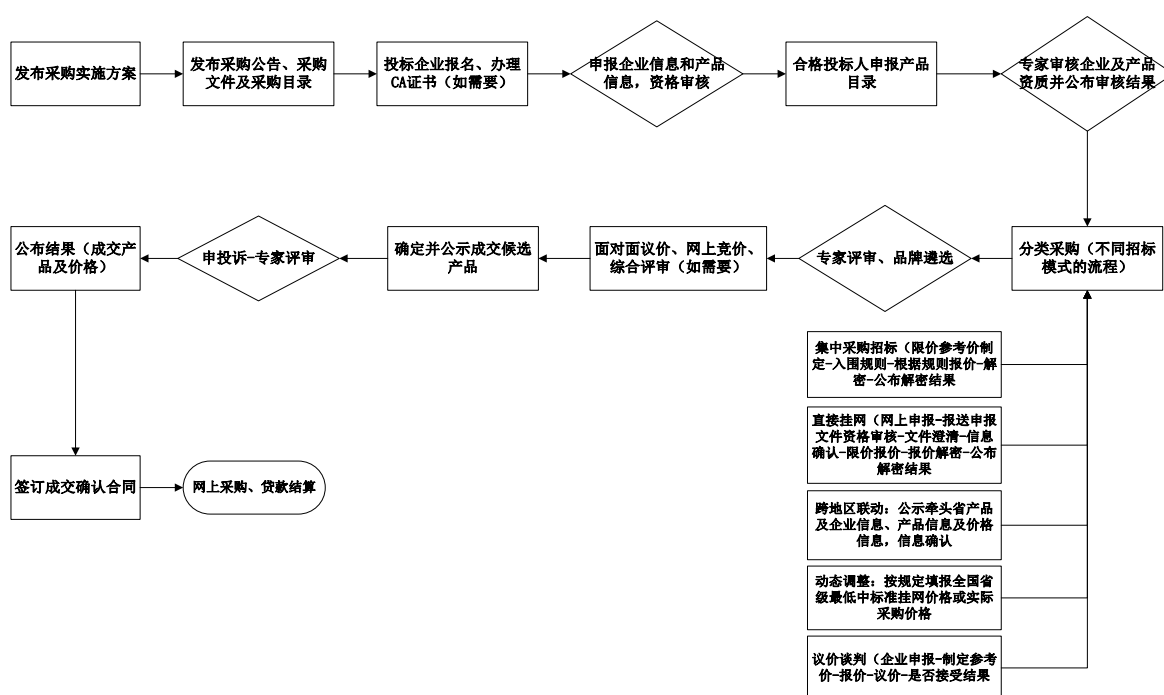 发布采购实施方案
发布采购公告、采购
文件及采购目录
投标企业报名、办理
CA证书（如需要）
申报企业信息和产品
信息，资格审核
合格投标人申报产品
目录
专家审核企业及产品
资质并公布审核结果
分类采购（不同招标
模式的流程）
专家评审、品牌遴选
面对面议价、网上竞价、
综合评审（如需要）
确定并公示成交候选
产品
申投诉-专家评审
公布结果（成交产
品及价格）
签订成交确认合同
网上采购、贷款结算
集中采购招标（限价参考价制
定-入围规则-根据规则报价-解
密-公布解密结果
直接挂网（网上申报-报送申报
文件资格审核-文件澄清-信息
确认-限价报价-报价解密-公布
解密结果
跨地区联动：公示牵头省产品
及企业信息、产品信息及价格
信息，信息确认
动态调整：按规定填报全国省
级最低中标准挂网价格或实际
采购价格
议价谈判（企业申报-制定参考
价-报价-议价-是否接受结果